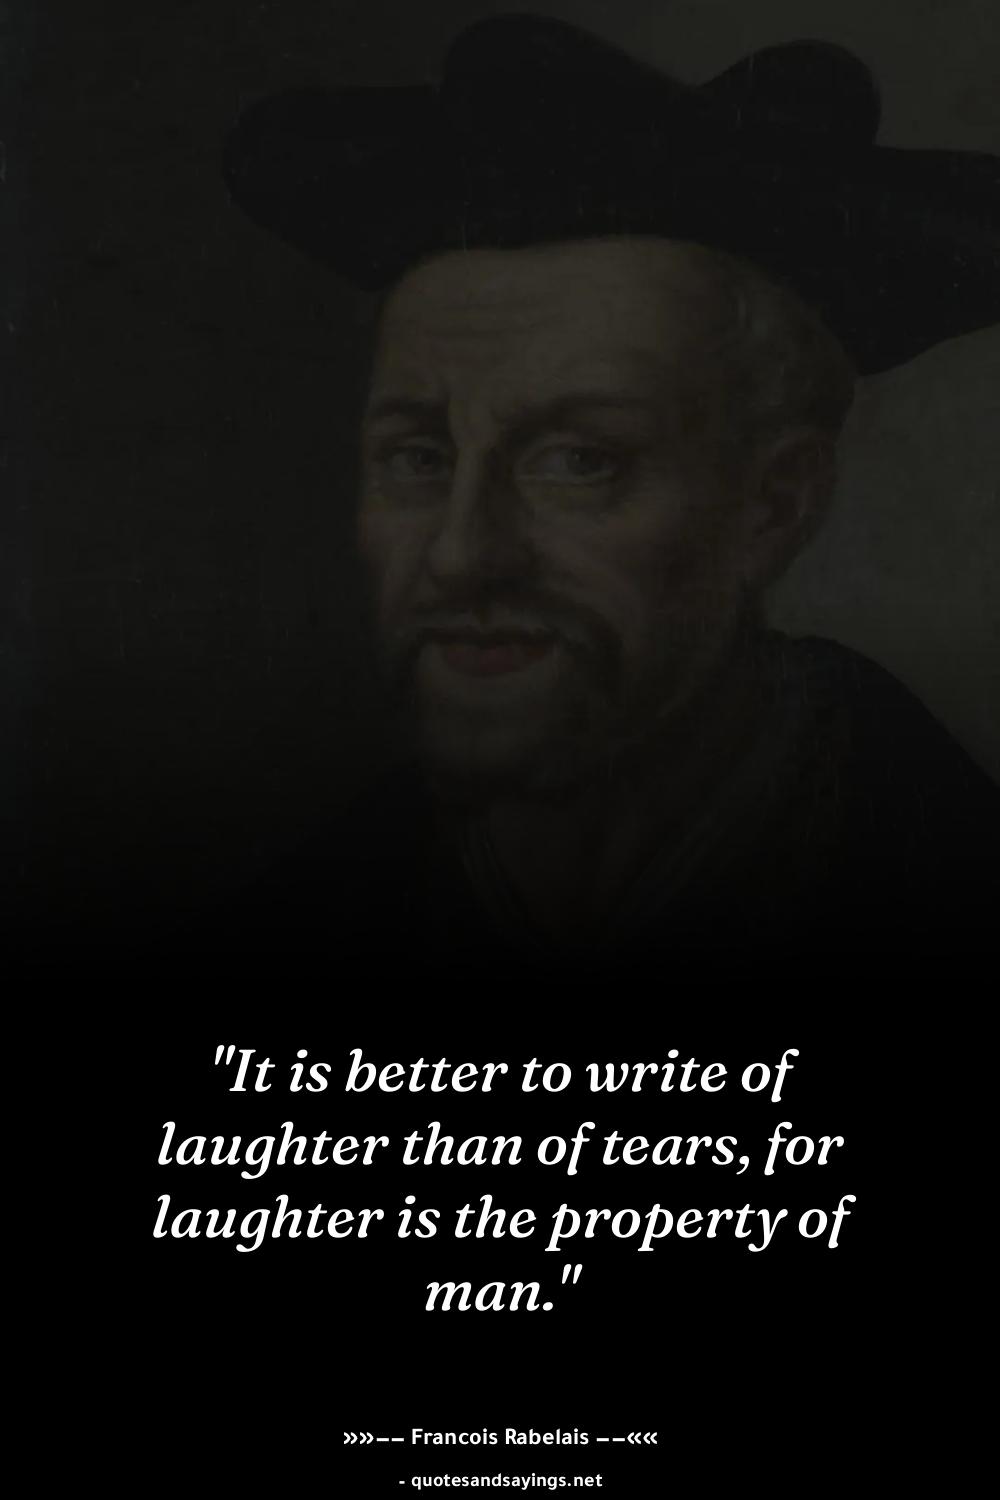 "It is better to write of
laughter than of tears, for
laughter is the property of
man."
»»–– Francois Rabelais ––««
- quotesandsayings.net